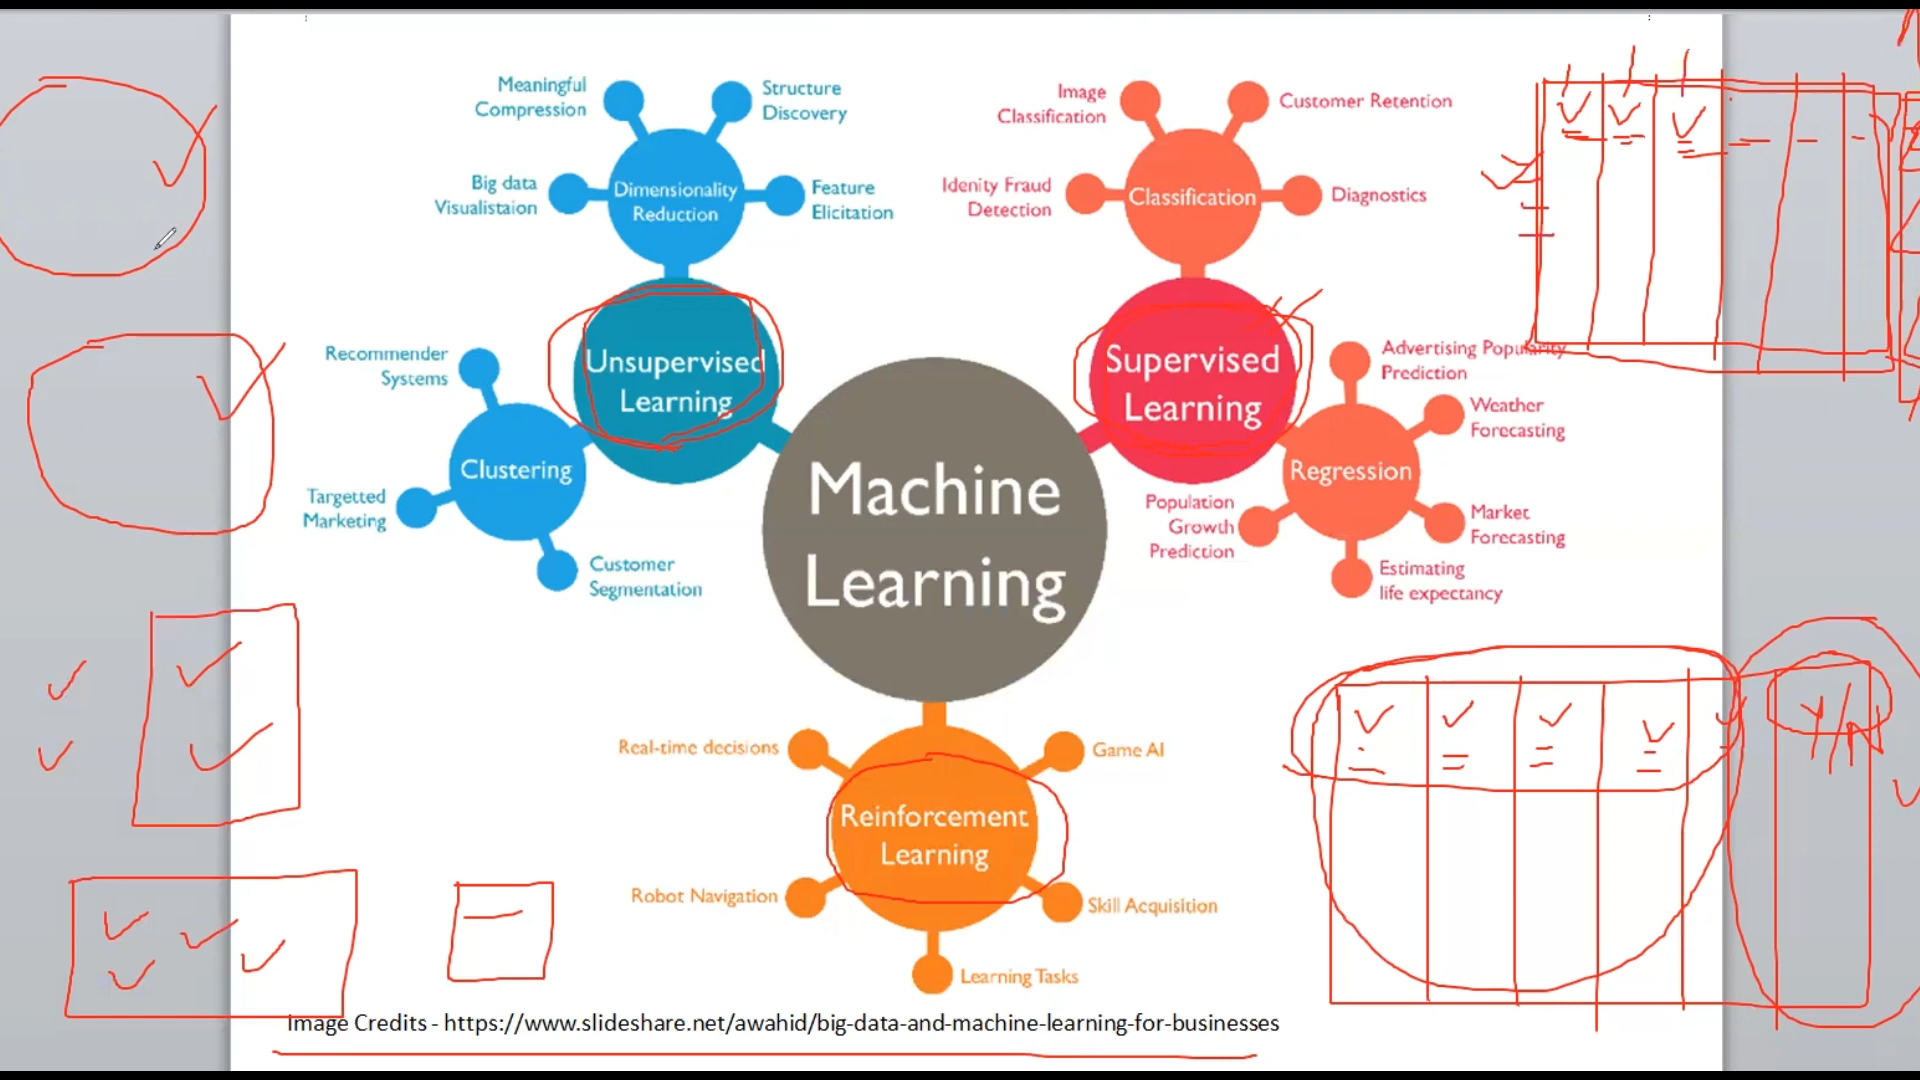 Meaningful
Compression
Structure
Discovery
Big data
Visualistaion
Dimensionality
Reduction
Feature
Elicitation
Image
Classification
Customer Retention
Idenity Fraud
Detection
Classification
Diagnostics
Unsupervised
Learning
Supervised
Learning
Recommender
Systems
Clustering
Targetted
Marketing
Customer
Segmentation
Machine
Learning
Advertising Popularity
Prediction
Weather
Forecasting
Regression
Population
Growth
Prediction
Market
Forecasting
Estimating
life expectancy
Y/N
Real-time decisions
Game AI
Reinforcement
Learning
Robot Navigation
Skill Acquisition
Learning Tasks
Image Credits - https://www.slideshare.net/awahid/big-data-and-machine-learning-for-businesses